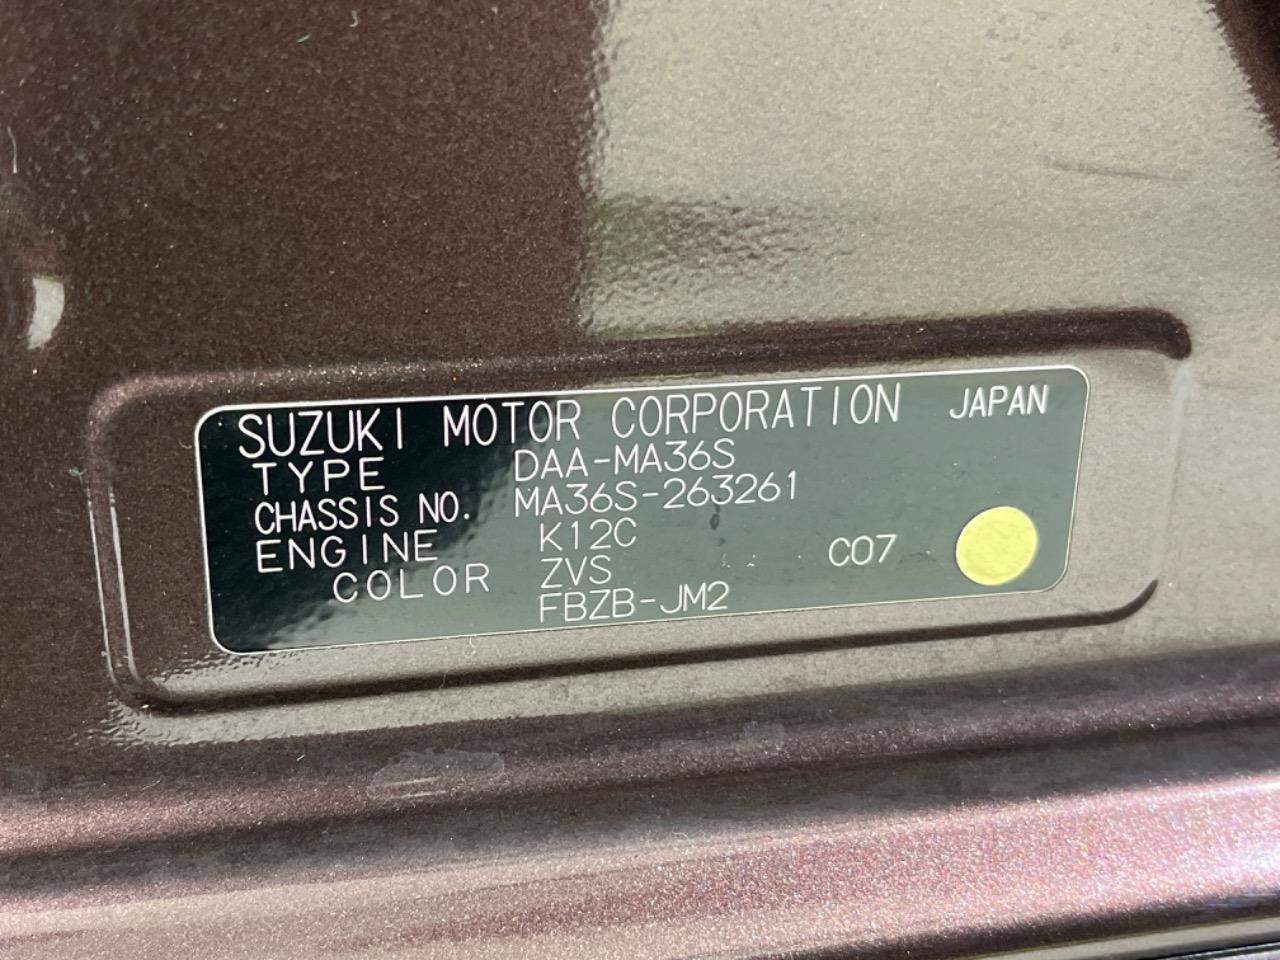 SUZUKI MOTOR CORPORATION JAPAN
TYPE DAA-MA36S
CHASSIS NO. MA36S-263261
ENGINE K12C
COLOR ZVS C07
FBZB-JM2